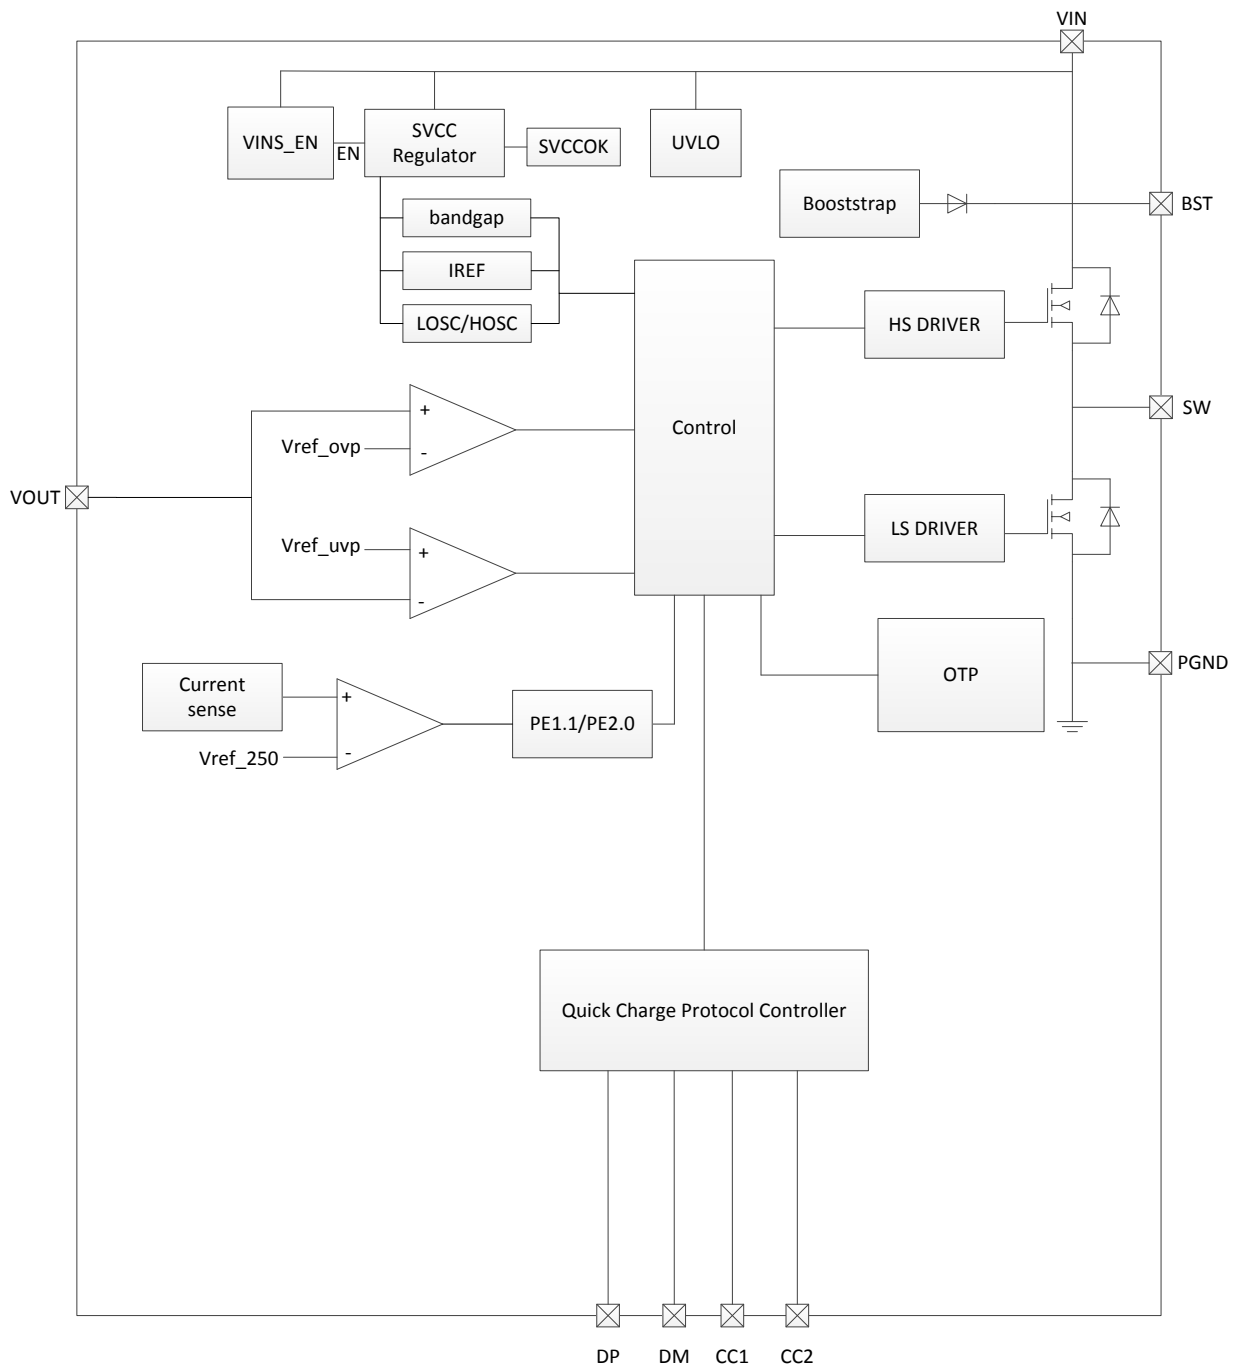 VIN
VINS_EN
EN
SVCC
Regulator
SVCCOK
UVLO
Booststrap
BST
bandgap
IREF
LOSC/HOSC
HS DRIVER
Control
SW
+
Vref_ovp
-
VOUT
LS DRIVER
Vref_uvp
+
-
OTP
PGND
Current
sense
+
Vref_250
-
PE1.1/PE2.0
Quick Charge Protocol Controller
DP
DM
CC1
CC2